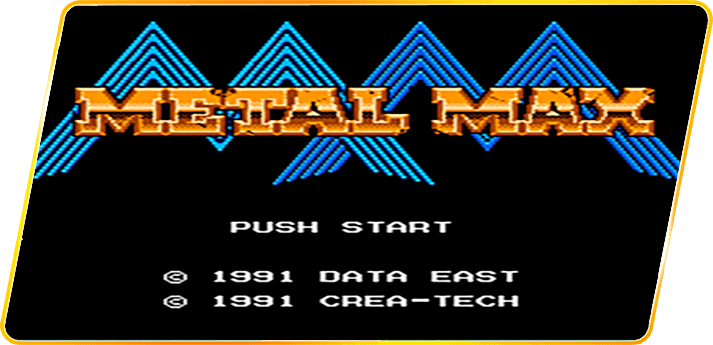 METAL MAX
PUSH START
© 1991 DATA EAST
© 1991 CREA-TECH